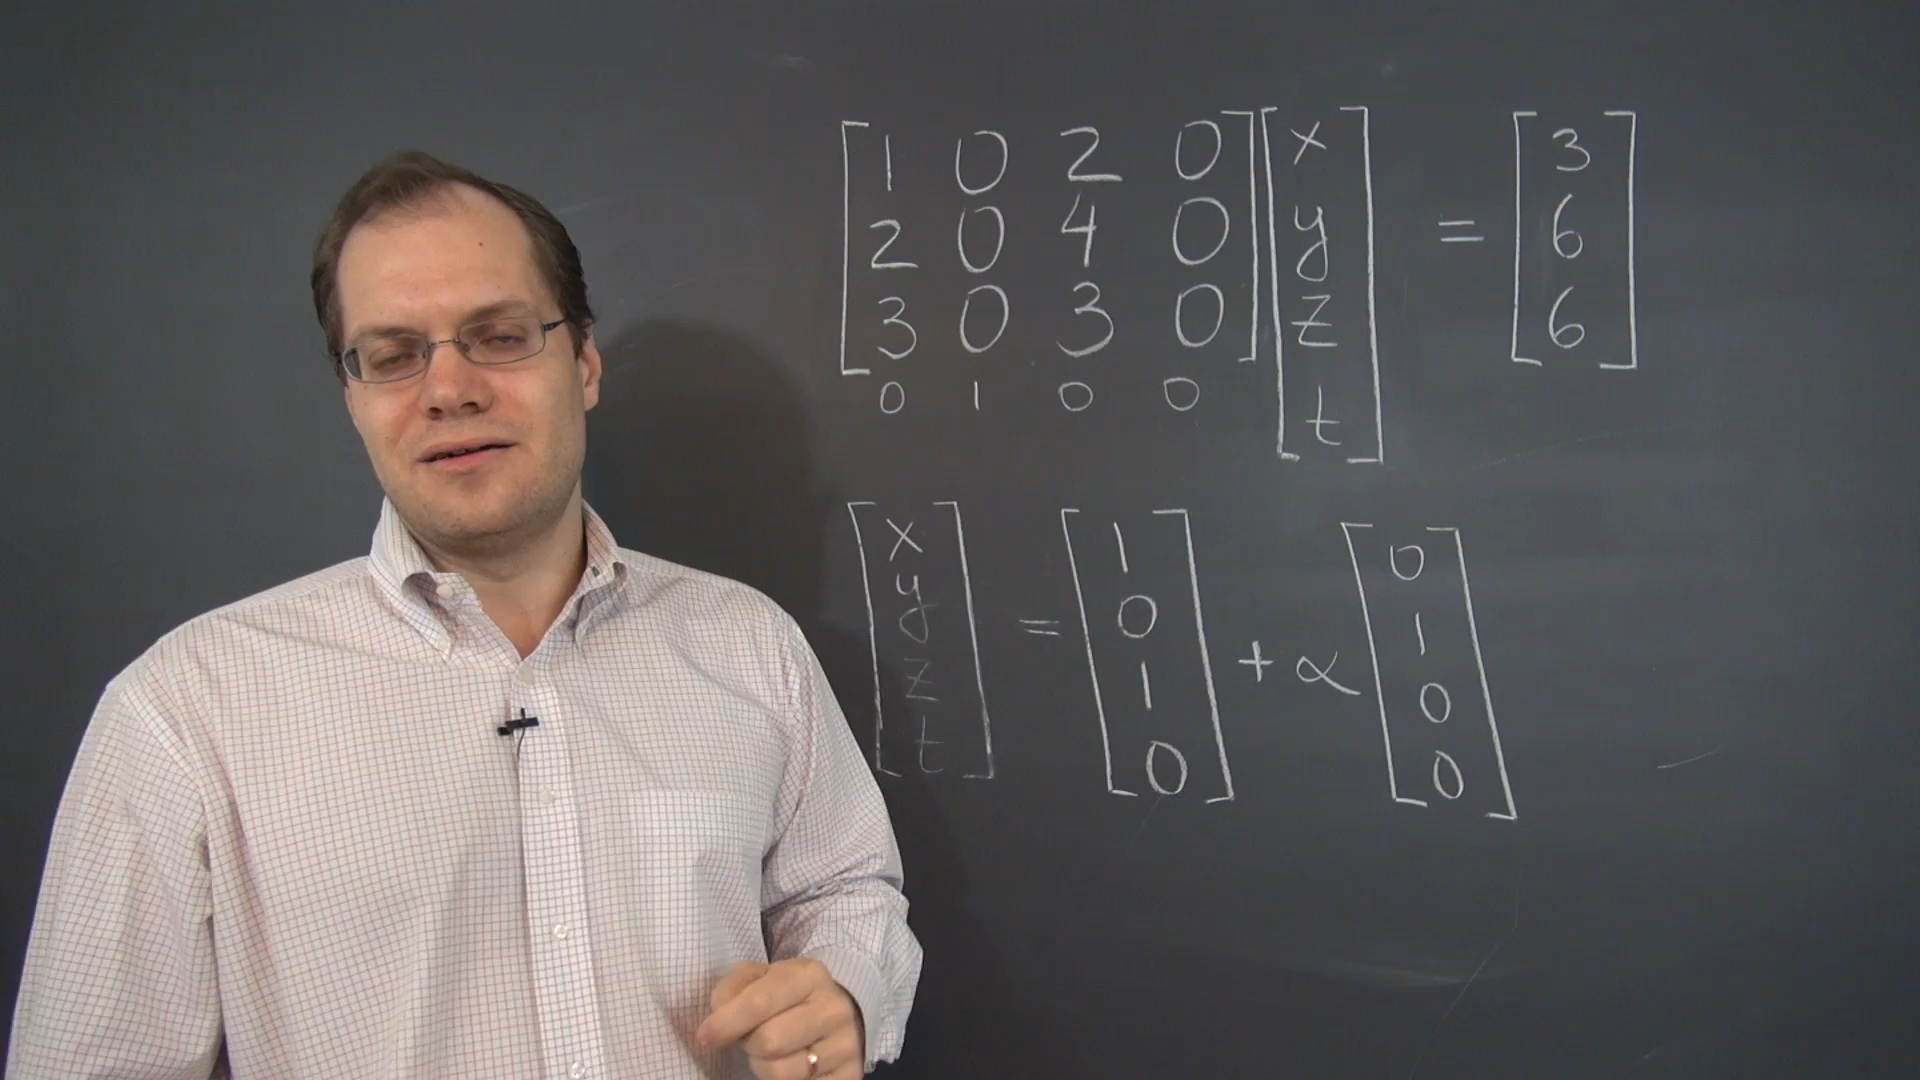 1 0 2 0 x 3
2 0 4 0 y = 6
3 0 3 0 z 6
0 1 0 0 t
x 1 0
y 0 1
z = 1 + α 0
t 0 0